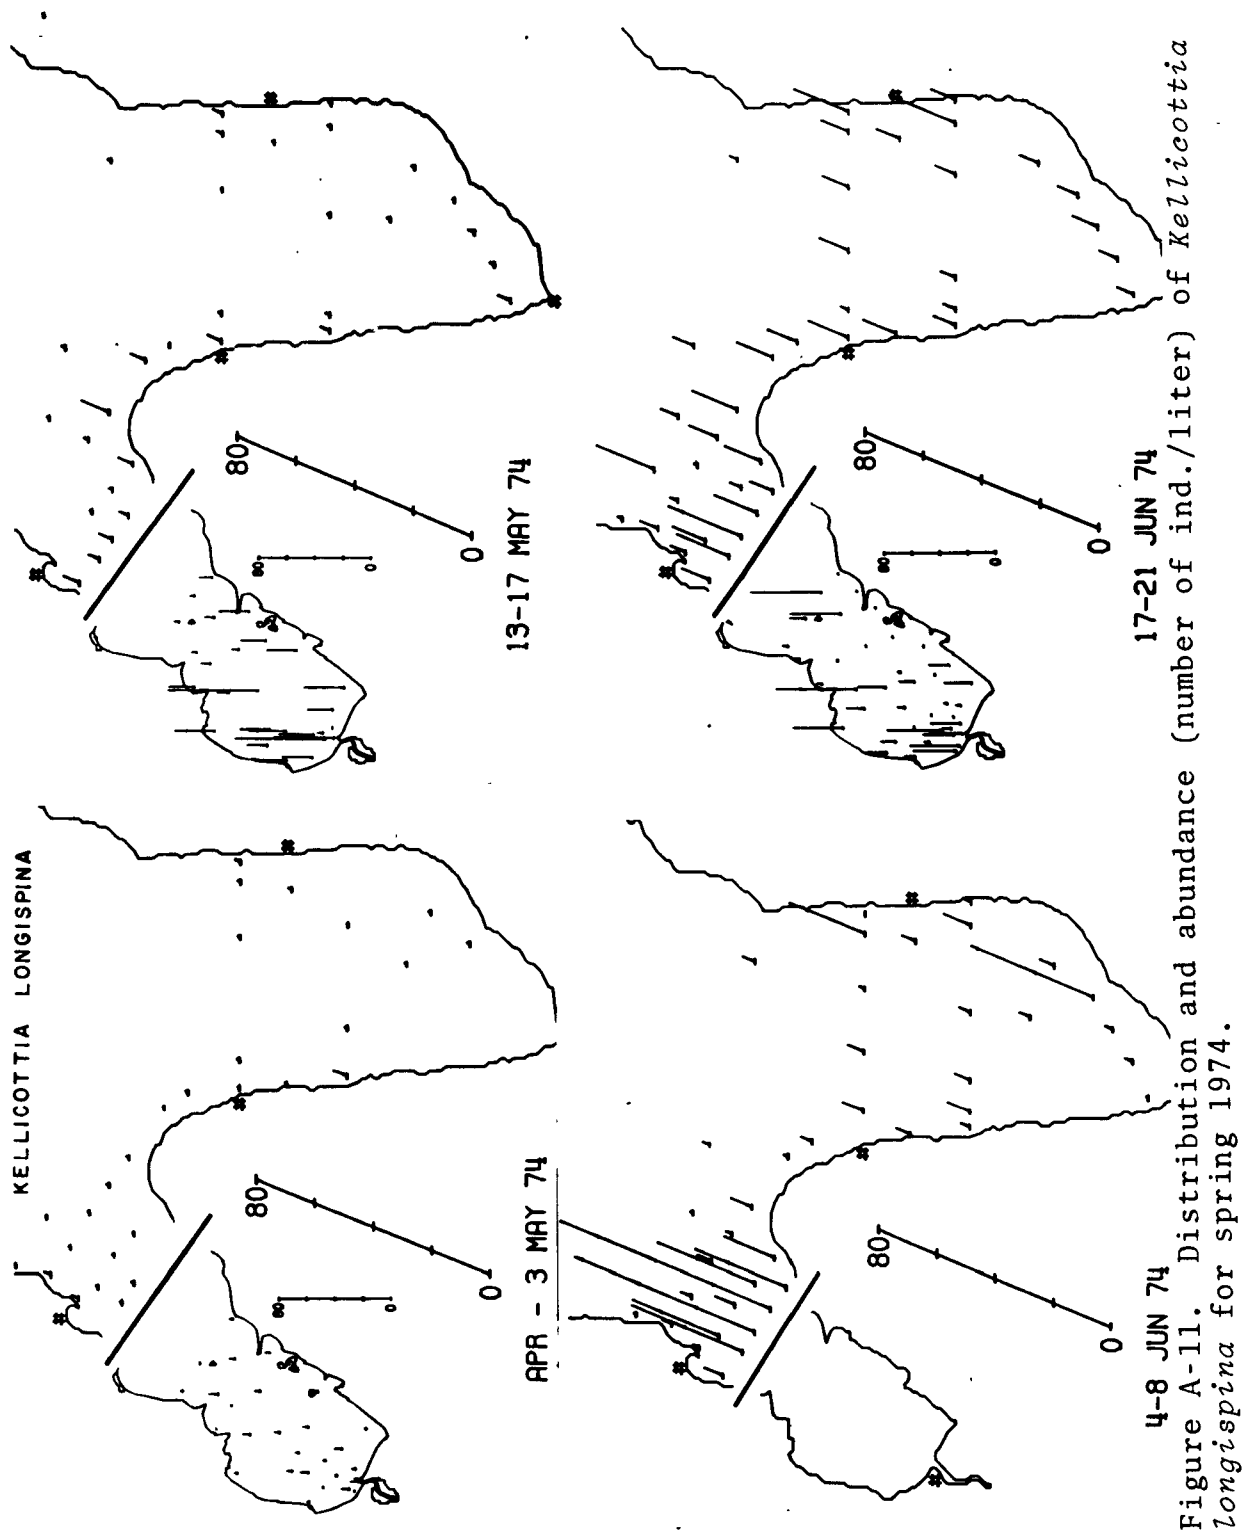 KELLICOTTIA LONGISPINA
80
0
80
0
APR - 3 MAY 74
80
0
80
0
13-17 MAY 74
80
0
4-8 JUN 74
80
0
80
0
17-21 JUN 74
Figure A-11. Distribution and abundance (number of ind./liter) of Kellicottia
longispina for spring 1974.